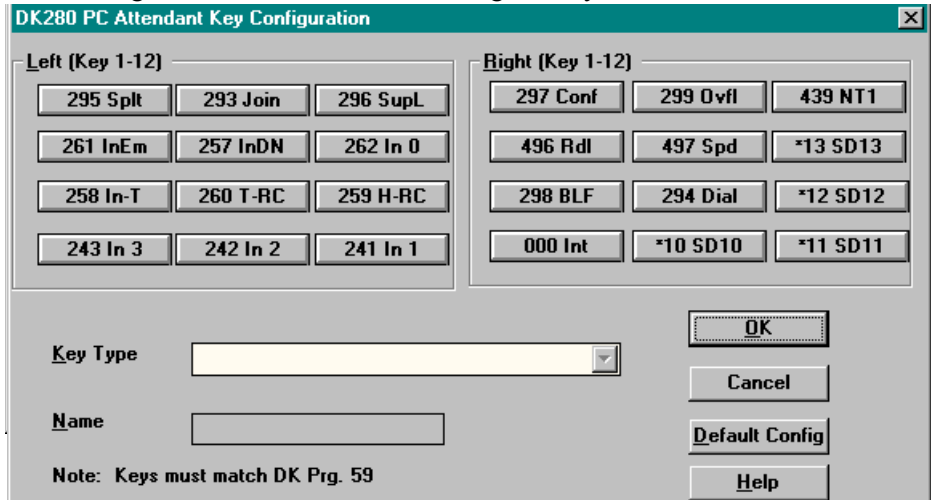 DK280 PC Attendant Key Configuration
Left (Key 1-12)
295 Splt 293 Join 296 SupL
261 InEm 257 InDN 262 In 0
258 In-T 260 T-RC 259 H-RC
243 In 3 242 In 2 241 In 1
Right (Key 1-12)
297 Conf 299 Ovfl 439 NT1
496 Rdl 497 Spd *13 SD13
298 BLF 294 Dial *12 SD12
000 Int *10 SD10 *11 SD11
Key Type
Name
Note: Keys must match DK Prg. 59
OK
Cancel
Default Config
Help